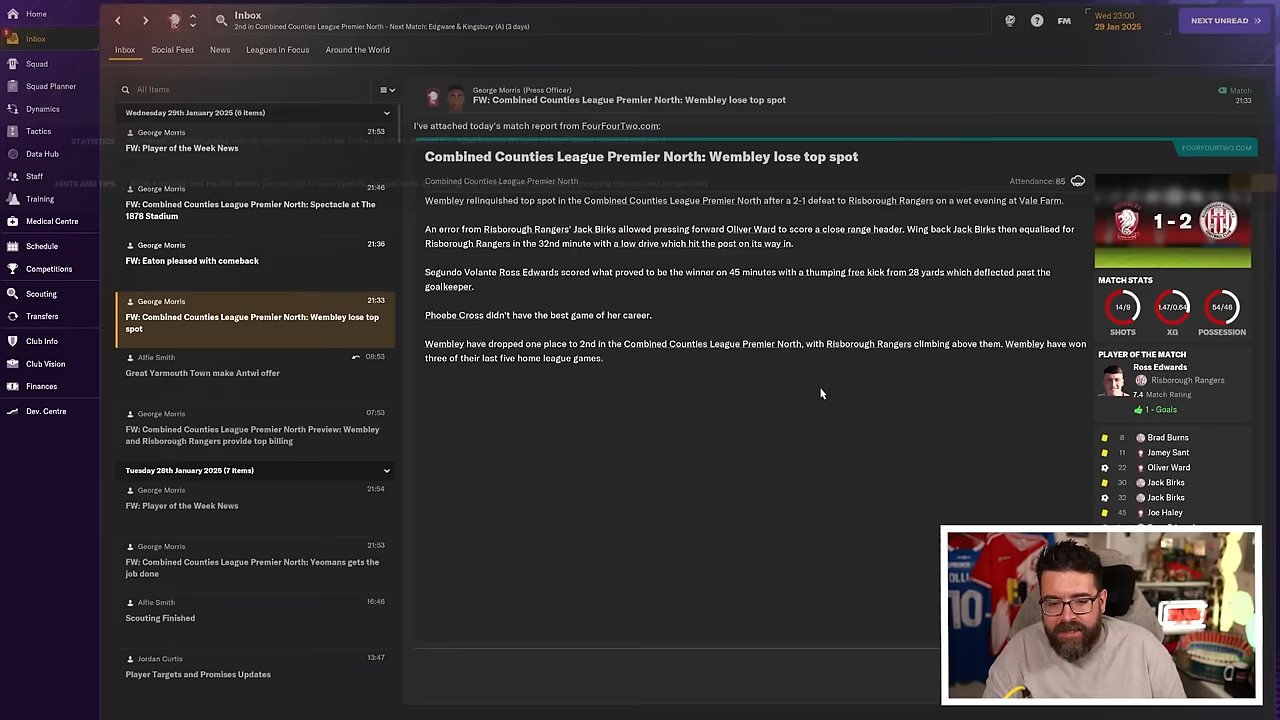 Home
3
Inbox
Squad
Squad Planner
Dynamics
Tactics
Data Hub
Staff
Training
Medical Centre
Schedule
Competitions
Scouting
Transfers
Club Info
Club Vision
Finances
Dev. Centre
Inbox
2nd in Combined Counties League Premier North - Next Match: Edgware & Kingsbury (A) (3 days)
?
FM
Wed 23:00
29 Jan 2025
NEXT UNREAD
Inbox
Social Feed
News
Leagues In Focus
Around the World
All Items
Wednesday 29th January 2025 (6 items)
George Morris
21:53
FW: Player of the Week News
George Morris
21:46
FW: Combined Counties League Premier North: Spectacle at The
1878 Stadium
George Morris
21:36
FW: Eaton pleased with comeback
George Morris
21:33
FW: Combined Counties League Premier North: Wembley lose top
spot
Alfie Smith
08:53
Great Yarmouth Town make Antwi offer
George Morris
07:53
FW: Combined Counties League Premier North Preview: Wembley
and Risborough Rangers provide top billing
Tuesday 28th January 2025 (7 items)
George Morris
21:54
FW: Player of the Week News
George Morris
21:53
FW: Combined Counties League Premier North: Yeomans gets the
job done
Alfie Smith
16:46
Scouting Finished
Jordan Curtis
13:47
Player Targets and Promises Updates
STATISTICS
HINTS AND TIPS
George Morris (Press Officer)
FW: Combined Counties League Premier North: Wembley lose top spot
Match
21:33
I've attached today's match report from FourFourTwo.com:
FOURFOURTWO.COM
Combined Counties League Premier North: Wembley lose top spot
Combined Counties League Premier North
Attendance: 85
Wembley relinquished top spot in the Combined Counties League Premier North after a 2-1 defeat to Risborough Rangers on a wet evening at Vale Farm.
An error from Risborough Rangers' Jack Birks allowed pressing forward Oliver Ward to score a close range header. Wing back Jack Birks then equalised for
Risborough Rangers in the 32nd minute with a low drive which hit the post on its way in.
Segundo Volante Ross Edwards scored what proved to be the winner on 45 minutes with a thumping free kick from 28 yards which deflected past the
goalkeeper.
Phoebe Cross didn't have the best game of her career.
Wembley have dropped one place to 2nd in the Combined Counties League Premier North, with Risborough Rangers climbing above them. Wembley have won
three of their last five home league games.
1 - 2
MATCH STATS
14/9
1.47/0.64
54/46
SHOTS
XG
POSSESSION
PLAYER OF THE MATCH
Ross Edwards
Risborough Rangers
7.4 Match Rating
1 - Goals
8 Brad Burns
11 Jamey Sant
22 Oliver Ward
30 Jack Birks
32 Jack Birks
45 Joe Haley
10